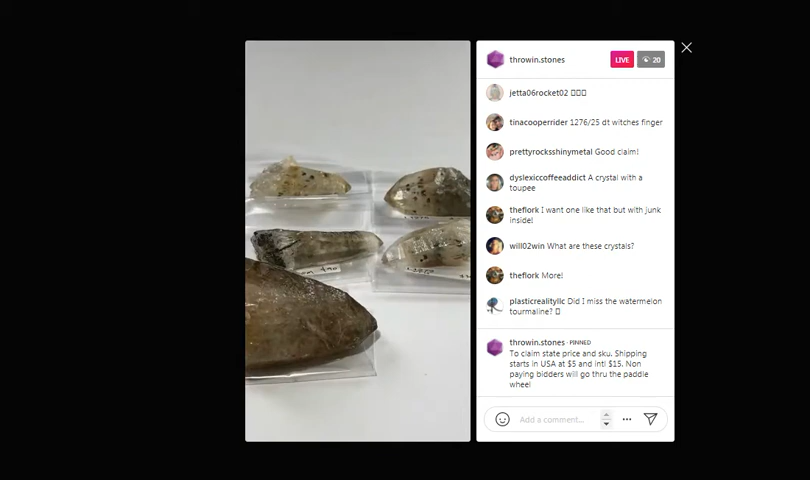 throwin.stones
LIVE
20
jetta06rocket02
tinacooperrider 1276/25 dt witches finger
prettyrocksshinymetal Good claim!
dyslexiccoffeeaddict A crystal with a
toupee
theflork I want one like that but with junk
inside!
will02win What are these crystals?
theflork More!
plasticrealityllc Did I miss the watermelon
tourmaline?
throwin.stones · PINNED
To claim state price and sku. Shipping
starts in USA at $5 and intl $15. Non
paying bidders will go thru the paddle
wheel
Add a comment...